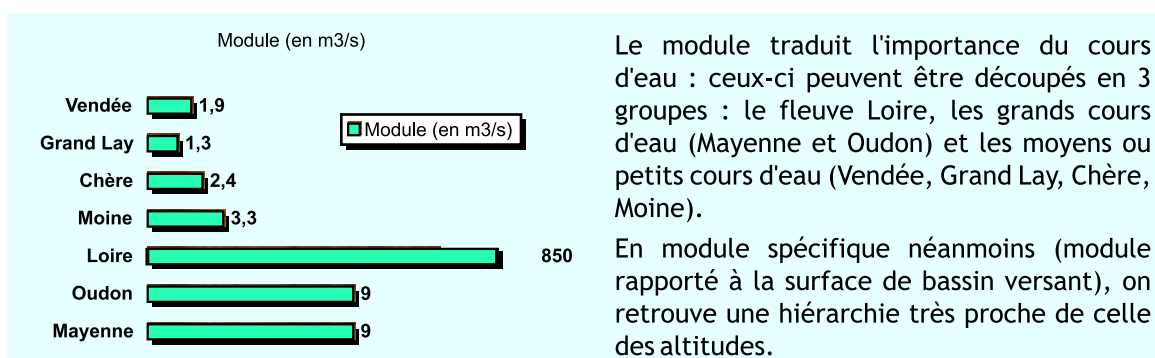 Module (en m3/s)
Vendée 1,9
Grand Lay 1,3
Module (en m3/s)
Chère 2,4
Moine 3,3
Loire 850
Oudon 9
Mayenne 9
Le module traduit l'importance du cours
d'eau : ceux-ci peuvent être découpés en 3
groupes : le fleuve Loire, les grands cours
d'eau (Mayenne et Oudon) et les moyens ou
petits cours d'eau (Vendée, Grand Lay, Chère,
Moine).
En module spécifique néanmoins (module
rapporté à la surface de bassin versant), on
retrouve une hiérarchie très proche de celle
des altitudes.